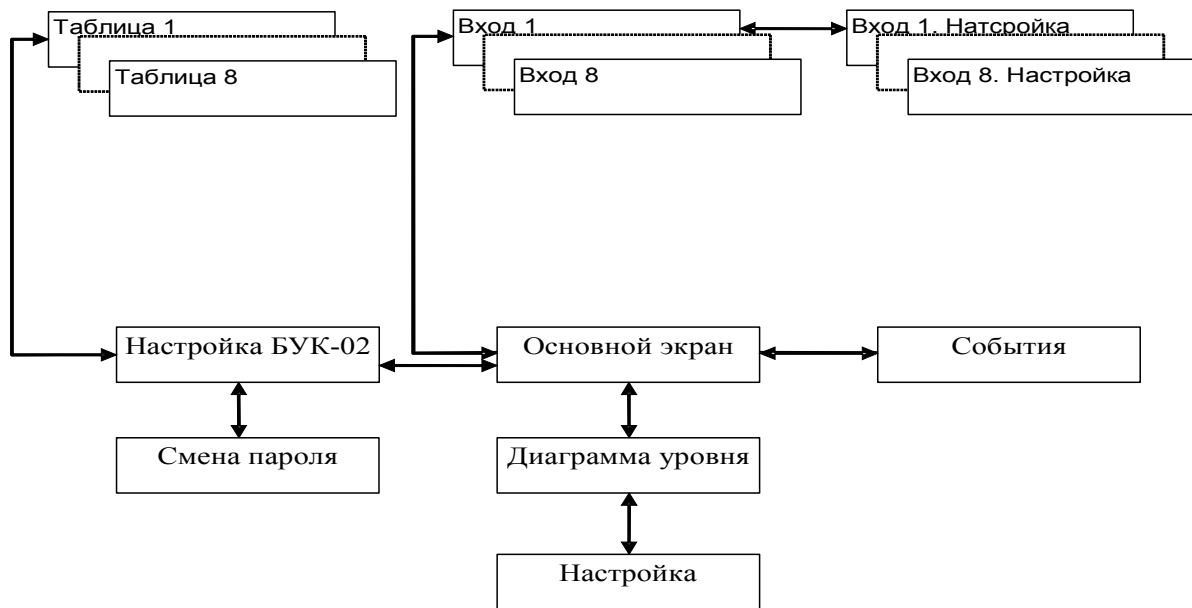 Таблица 1
Таблица 8
Вход 1
Вход 8
Вход 1. Натсройка
Вход 8. Настройка
Настройка БУК-02
Основной экран
События
Смена пароля
Диаграмма уровня
Настройка